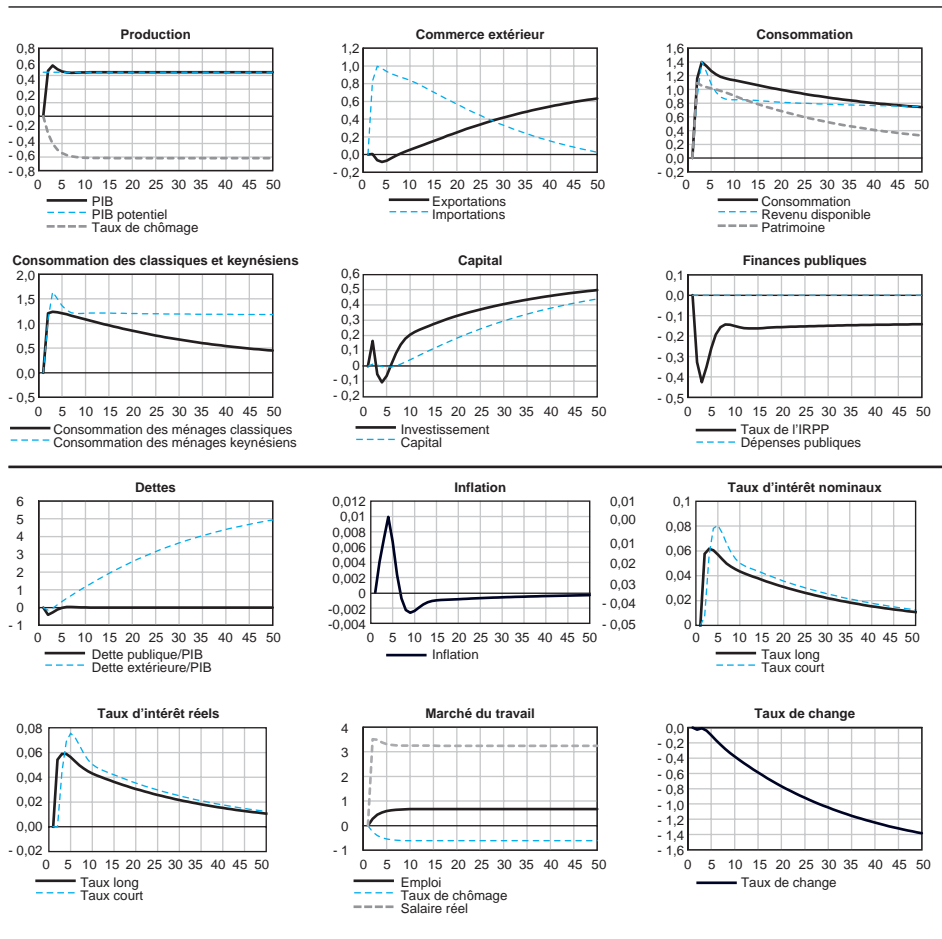 Production
0,8
0,6
0,4
0,2
0,0
- 0,2
- 0,4
- 0,6
- 0,8
0 5 10 15 20 25 30 35 40 45 50
PIB
PIB potentiel
Taux de chômage
Commerce extérieur
1,2
1,0
0,8
0,6
0,4
0,2
0,0
- 0,2
0 5 10 15 20 25 30 35 40 45 50
Exportations
Importations
Consommation
1,6
1,4
1,2
1,0
0,8
0,6
0,4
0,2
0,0
- 0,2
0 5 10 15 20 25 30 35 40 45 50
Consommation
Revenu disponible
Patrimoine
Consommation des classiques et keynésiens
2,0
1,5
1,0
0,5
0,0
- 0,5
0 5 10 15 20 25 30 35 40 45 50
Consommation des ménages classiques
Consommation des ménages keynésiens
Capital
0,6
0,5
0,4
0,3
0,2
0,1
0
- 0,1
- 0,2
0 5 10 15 20 25 30 35 40 45 50
Investissement
Capital
Finances publiques
0,1
0,0
- 0,1
- 0,2
- 0,3
- 0,4
0,5
0 5 10 15 20 25 30 35 40 45 50
Taux de l'IRPP
Dépenses publiques
Dettes
6
5
4
3
2
1
0
- 1
0 5 10 15 20 25 30 35 40 45 50
Dette publique/PIB
Dette extérieure/PIB
Inflation
0,012
0,01
0,008
0,006
0,004
0,002
0
-0,002
-0,004
0 5 10 15 20 25 30 35 40 45 50
0,01
0,00
0,01
0,02
0,03
- 0,04
- 0,05
Inflation
Taux d'intérêt nominaux
0,1
0,08
0,06
0,04
0,02
0
0 5 10 15 20 25 30 35 40 45 50
Taux long
Taux court
Taux d'intérêt réels
0,08
0,06
0,04
0,02
0,00
- 0,02
0 5 10 15 20 25 30 35 40 45 50
Taux long
Taux court
Marché du travail
4
3
2
1
0
- 1
0 5 10 15 20 25 30 35 40 45 50
Emploi
Taux de chômage
Salaire réel
Taux de change
0,0
- 0,2
- 0,4
- 0,6
- 0,8
- 1,0
- 1,2
- 1,4
1,6
0 5 10 15 20 25 30 35 40 45 50
Taux de change